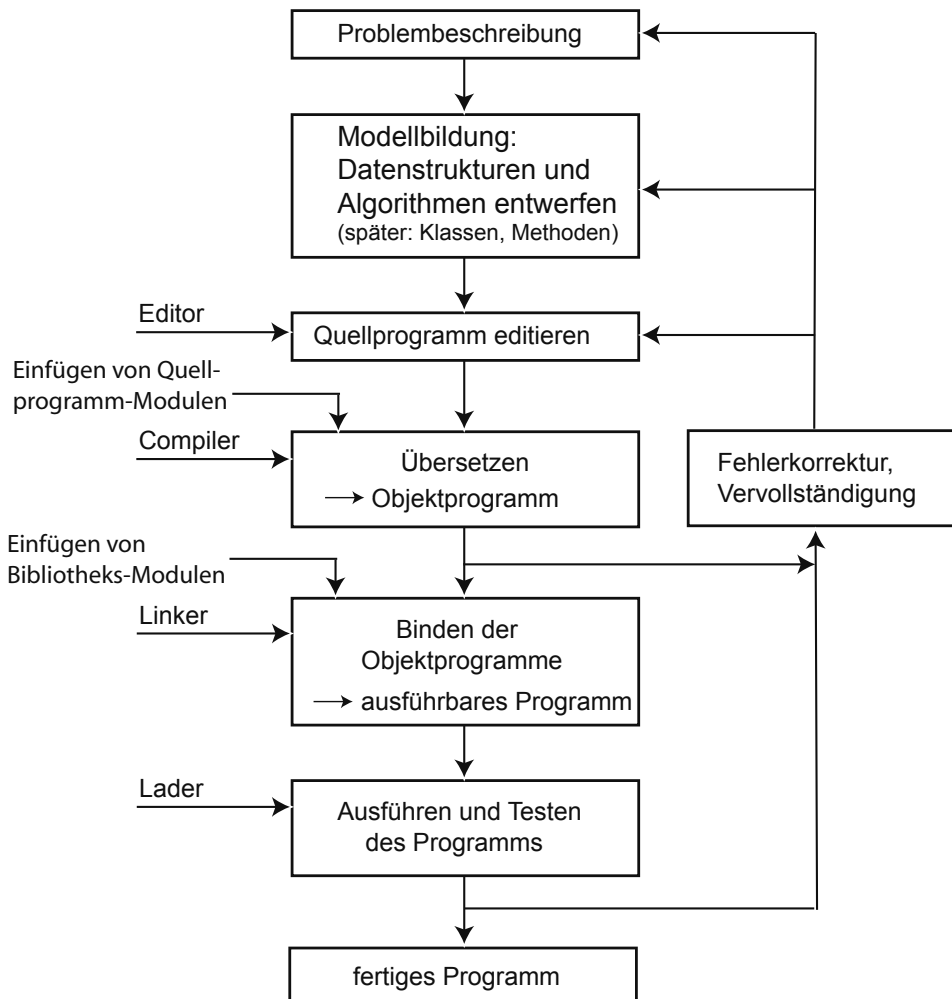 Problembeschreibung
Modellbildung:
Datenstrukturen und
Algorithmen entwerfen
(später: Klassen, Methoden)
Editor
Quellprogramm editieren
Einfügen von Quell-
programm-Modulen
Compiler
Übersetzen
Objektprogramm
Fehlerkorrektur,
Vervollständigung
Einfügen von
Bibliotheks-Modulen
Linker
Binden der
Objektprogramme
ausführbares Programm
Lader
Ausführen und Testen
des Programms
fertiges Programm